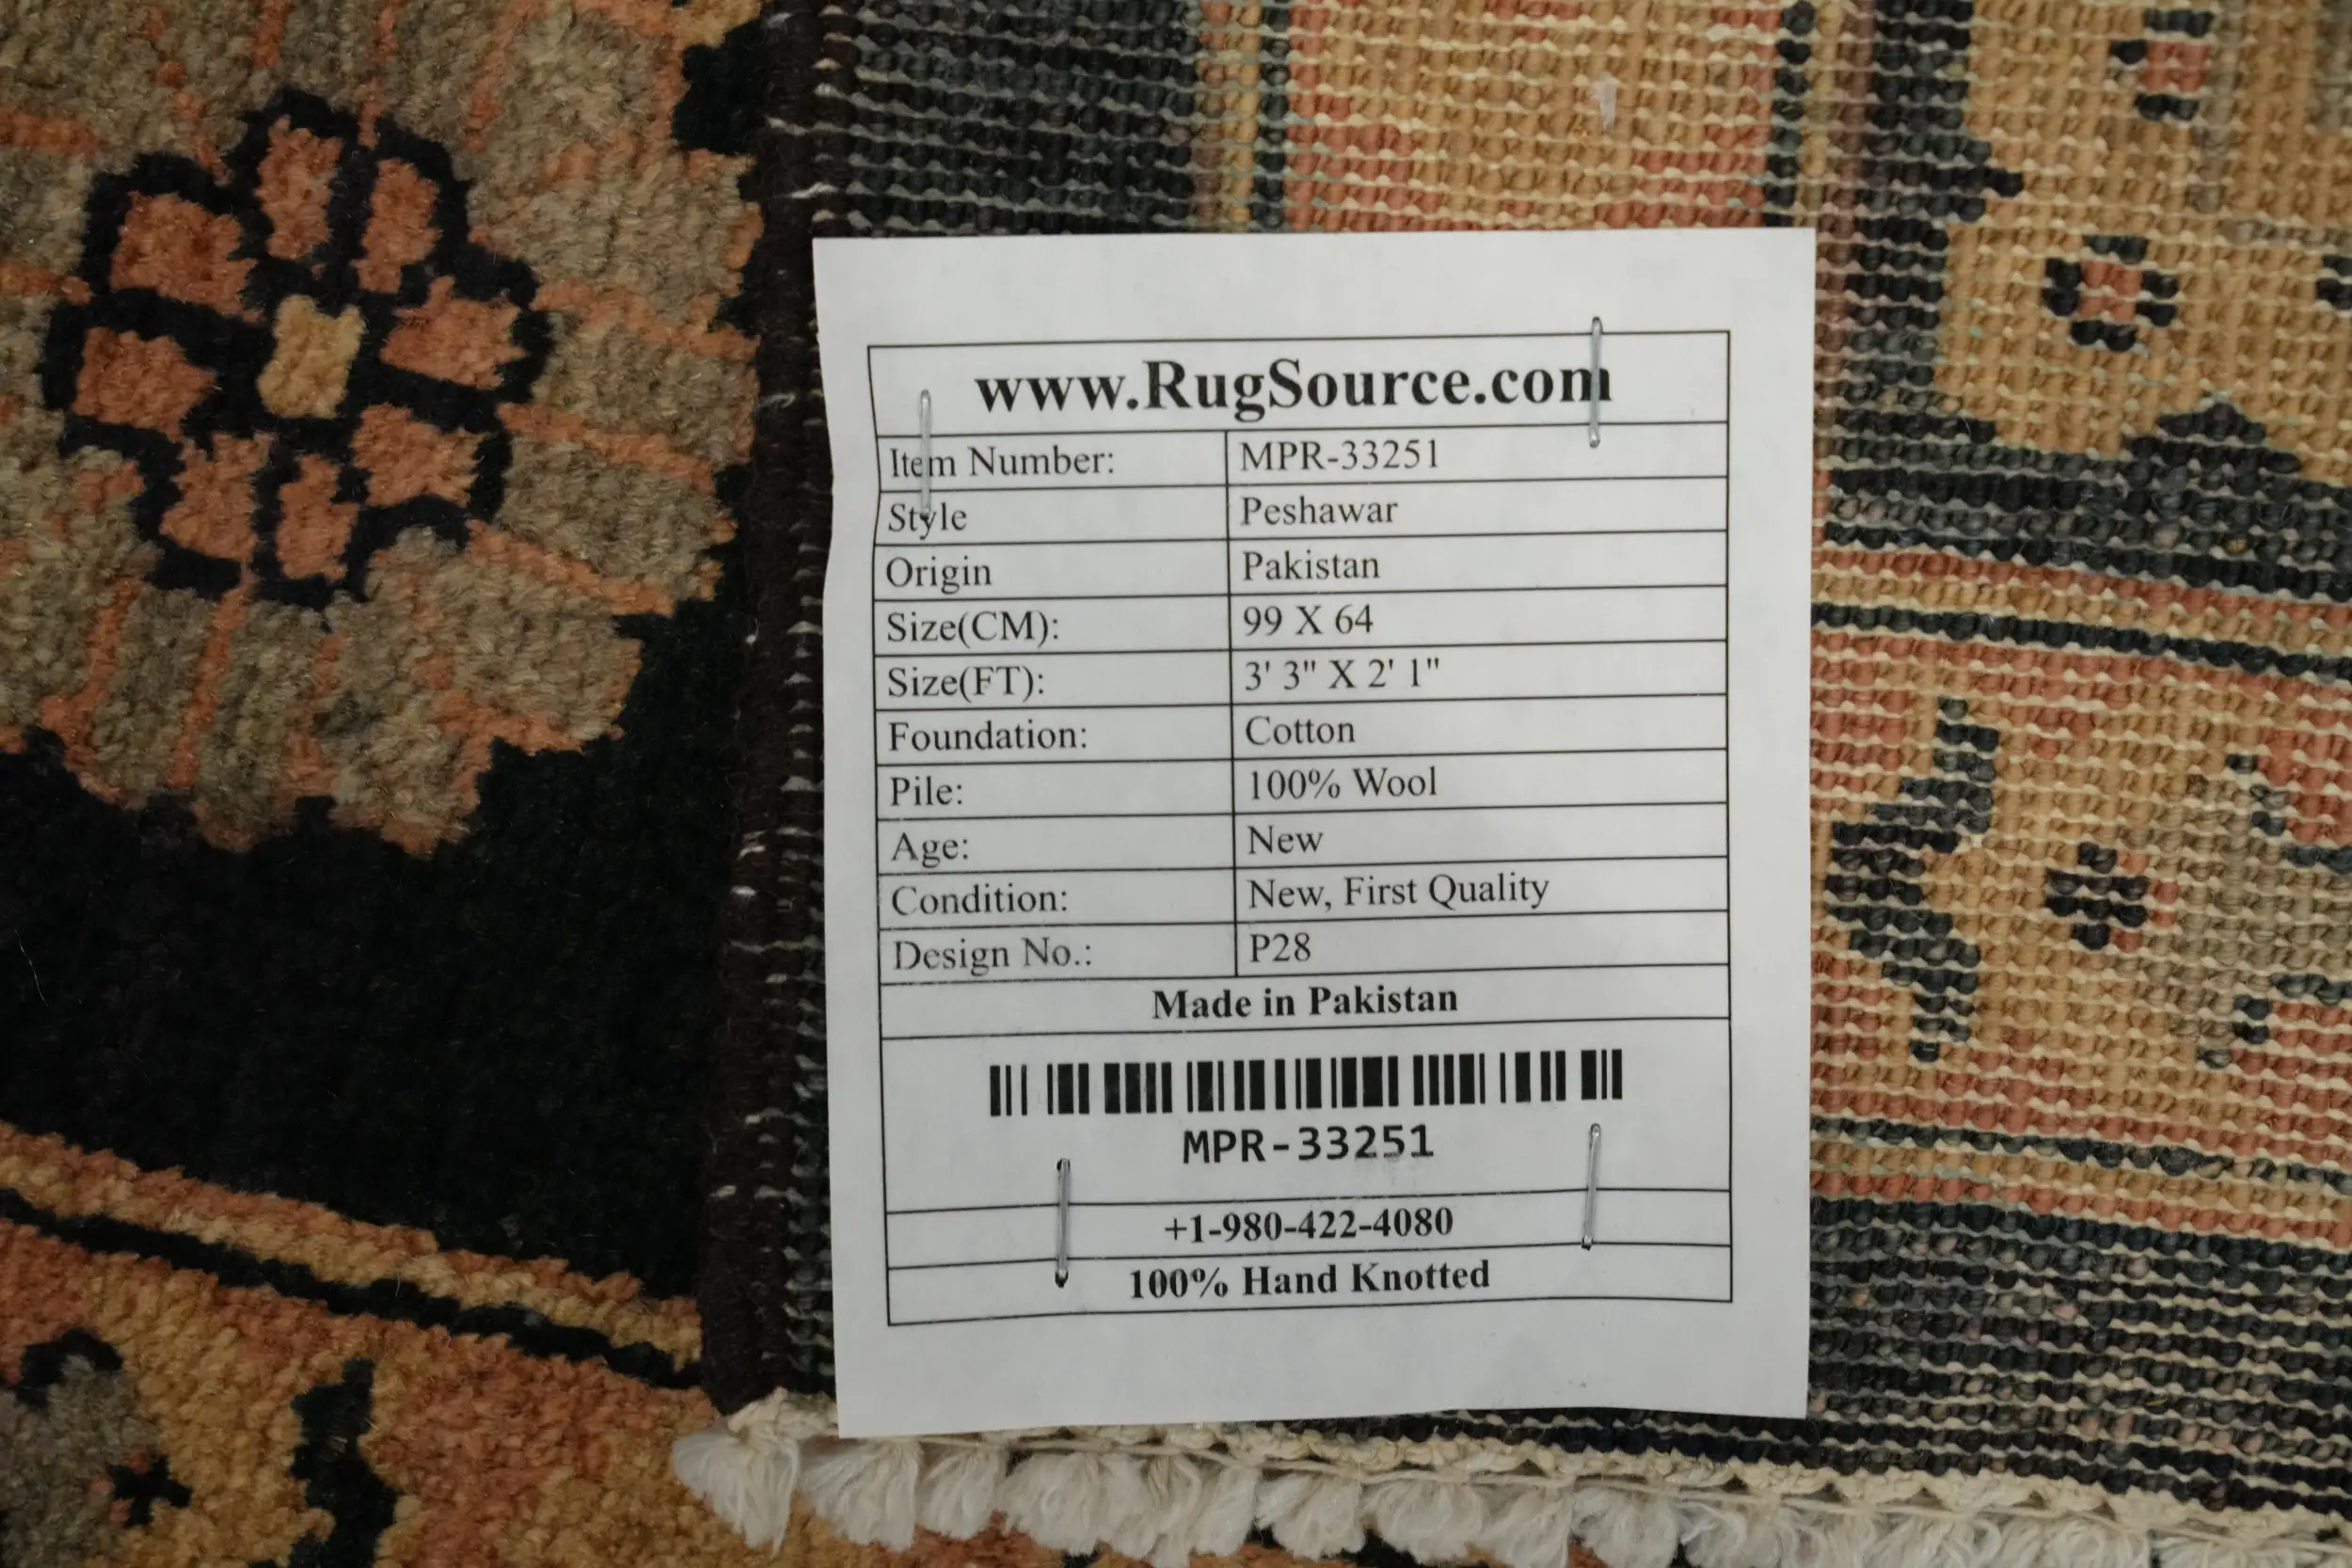 www.RugSource.com
Item Number: MPR-33251
Style Peshawar
Origin Pakistan
Size(CM): 99 X 64
Size(FT): 3' 3" X 2' 1"
Foundation: Cotton
Pile: 100% Wool
Age: New
Condition: New, First Quality
Design No.: P28
Made in Pakistan
MPR-33251
+1-980-422-4080
100% Hand Knotted